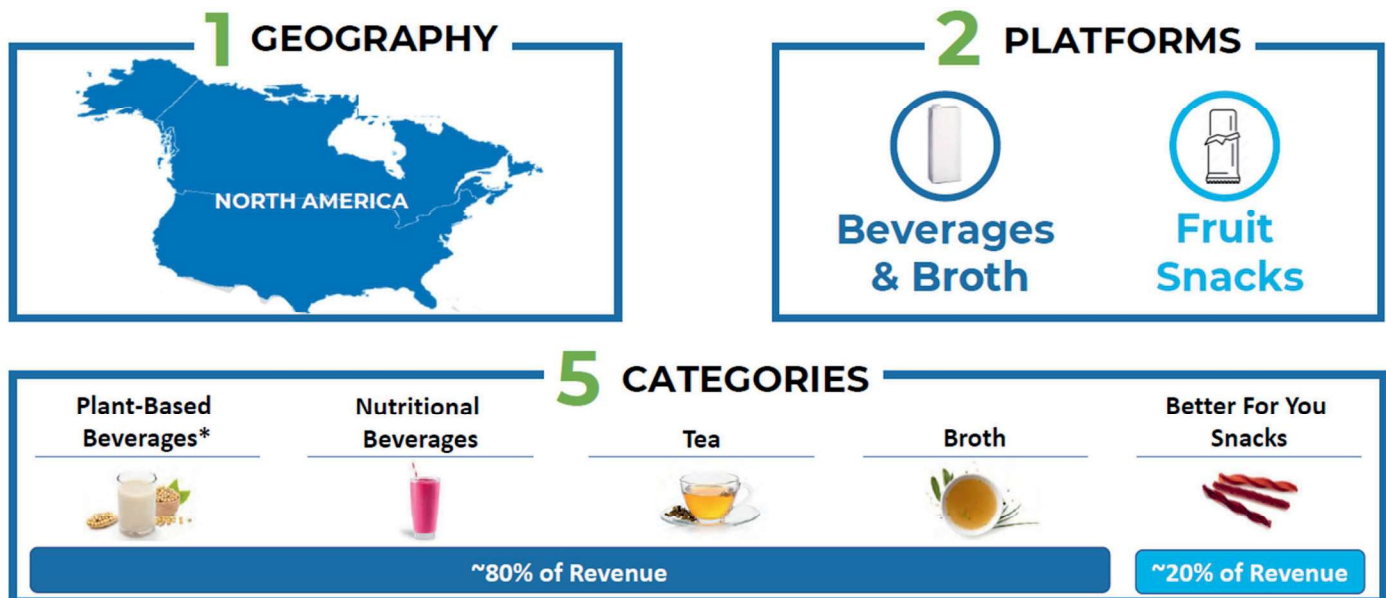 1 GEOGRAPHY
NORTH AMERICA
2 PLATFORMS
Beverages
& Broth
Fruit
Snacks
5 CATEGORIES
Plant-Based
Beverages*
Nutritional
Beverages
Tea
Broth
Better For You
Snacks
~80% of Revenue
~20% of Revenue